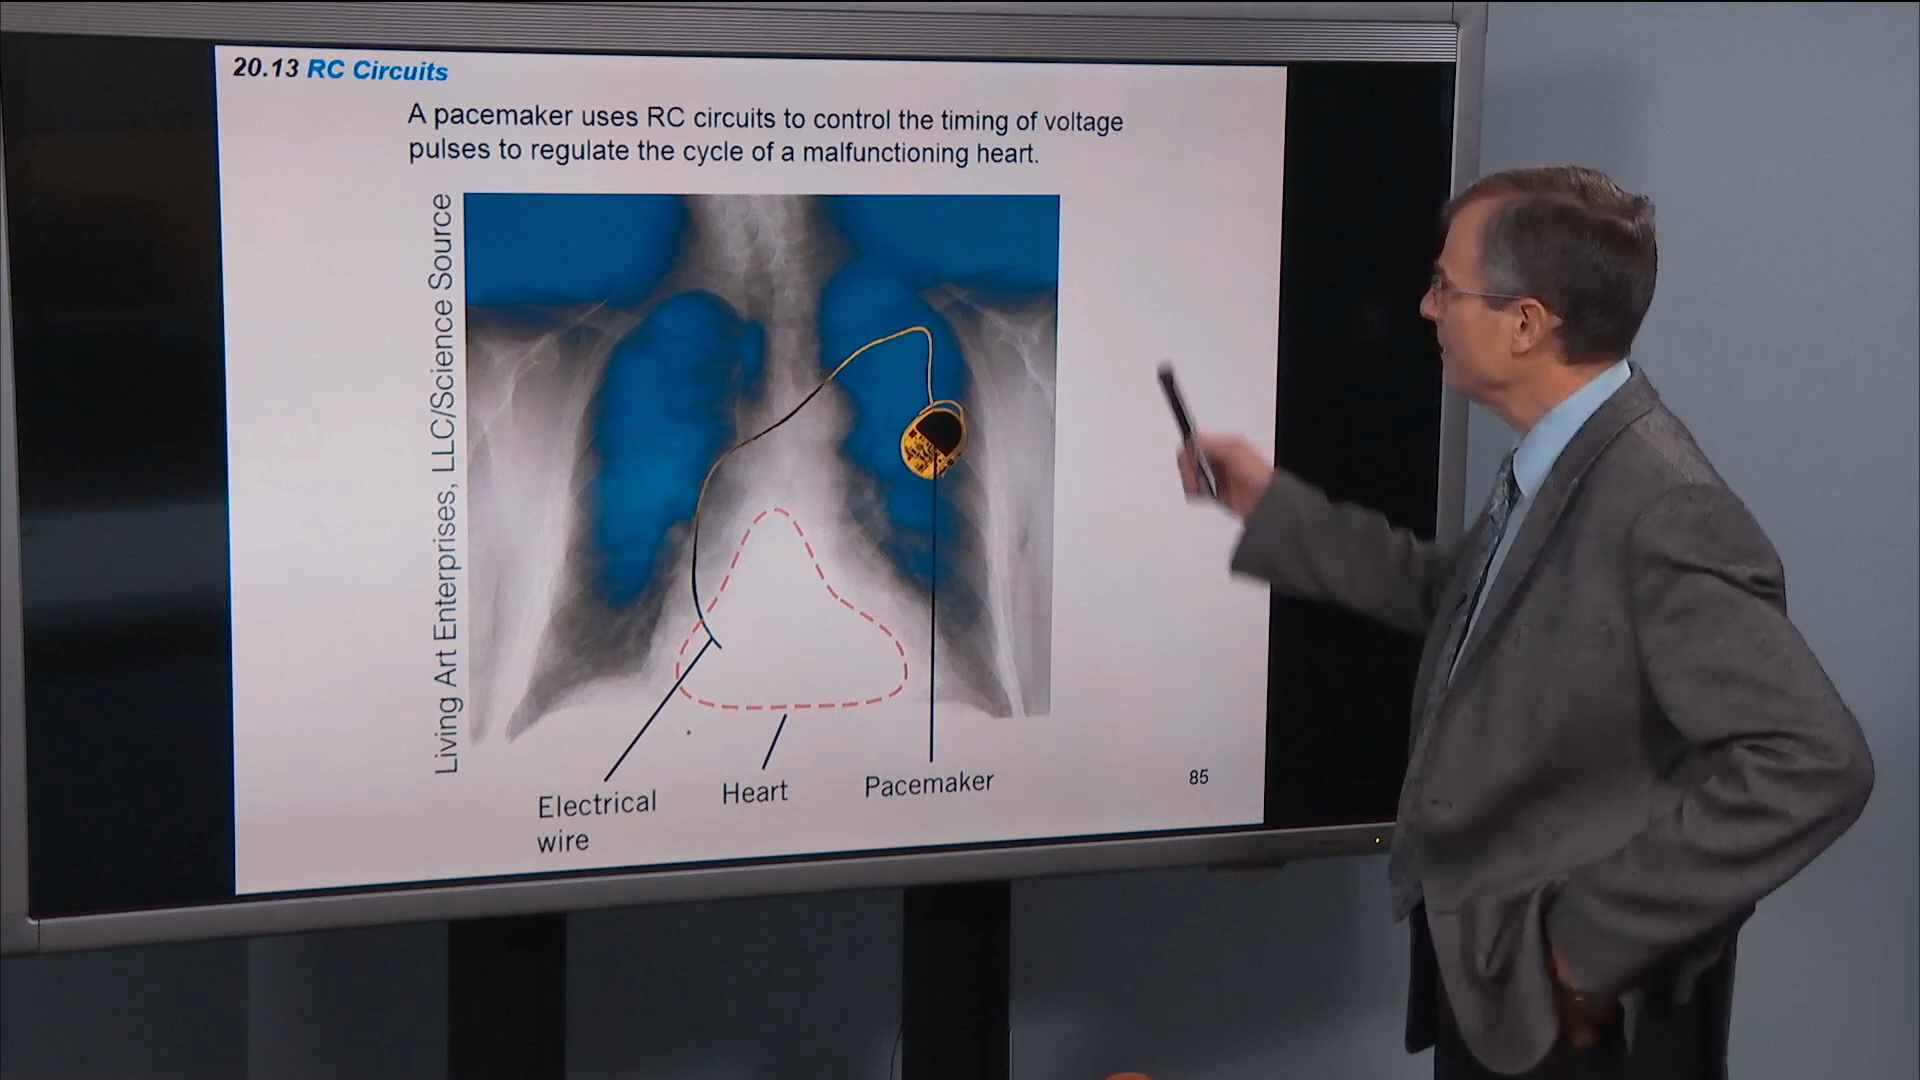 20.13 RC Circuits
A pacemaker uses RC circuits to control the timing of voltage
pulses to regulate the cycle of a malfunctioning heart.
Living Art Enterprises, LLC/Science Source
Electrical
wire
Heart
Pacemaker
85